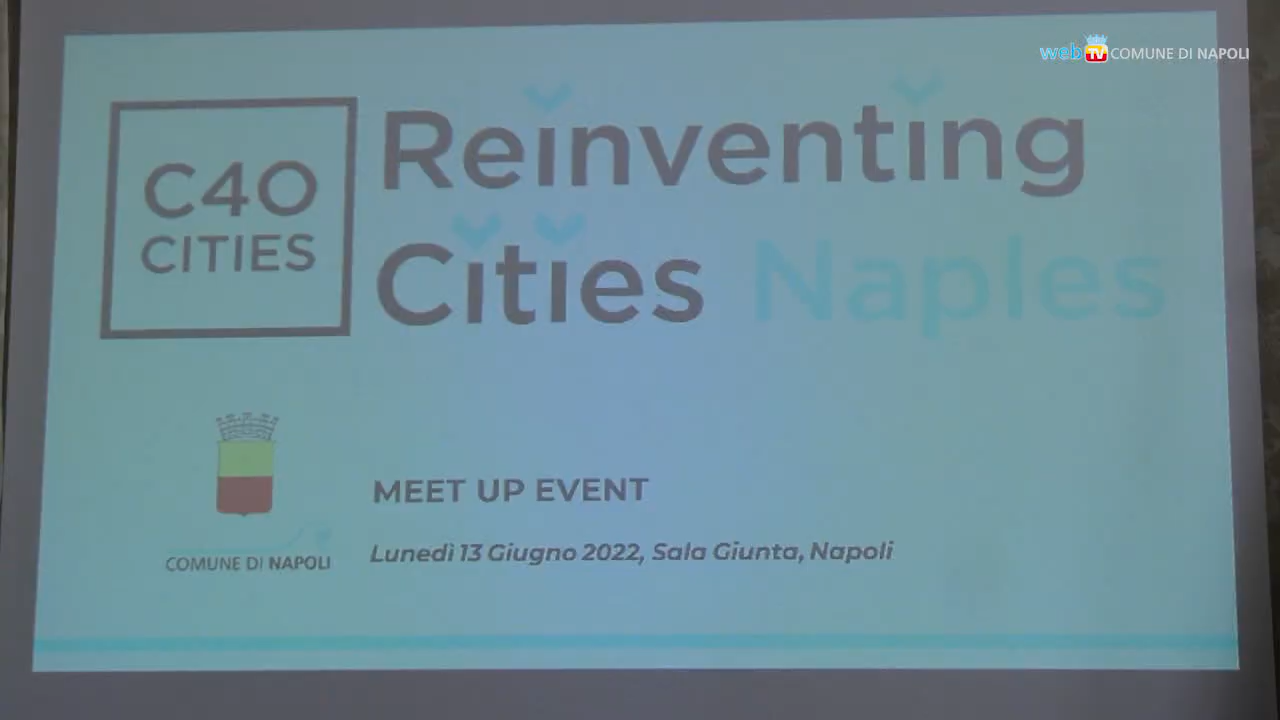 web TV COMUNE DI NAPOLI
C40
CITIES
Reinventing
Cities Naples
MEET UP EVENT
Lunedì 13 Giugno 2022, Sala Giunta, Napoli
COMUNE DI NAPOLI